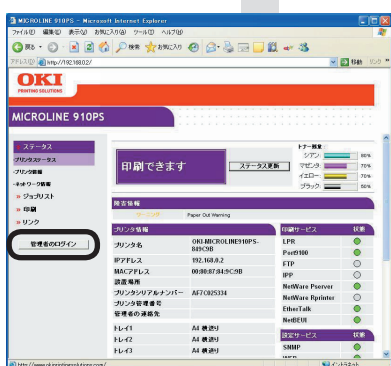 MICROLINE 910PS - Microsoft Internet Explorer
ファイル(F) 編集(E) 表示(V) お気に入り(A) ツール(T) ヘルプ(H)
戻る 検索 お気に入り
アドレス(D) http://192.168.0.2/ 移動 リンク
OKI
PRINTING SOLUTIONS
MICROLINE 910PS
ステータス
プリンタステータス
プリンタ情報
ネットワーク情報
ジョブリスト
印刷
リンク
管理者のログイン
印刷できます
ステータス更新
トナー残量:
シアン: 80%
マゼンタ: 70%
イエロー: 70%
ブラック: 50%
障害情報
Paper Out Warning
プリンタ情報
プリンタ名 OKI-MICROLINE910PS-849C9B
IPアドレス 192.168.0.2
MACアドレス 00:80:87:84:9C:9B
設置場所
プリンタシリアルナンバー AF7C025334
プリンタ管理番号
管理者の連絡先
トレイ1 A4 横送り
トレイ2 A4 横送り
トレイ3 A4 横送り
印刷サービス 状態
LPR
Port9100
FTP
IPP
NetWare Pserver
NetWare Rprinter
EtherTalk
NetBEUI
設定サービス 状態
SNMP
WEB
http://www.okiprintingsolutions.com/
イントラネット